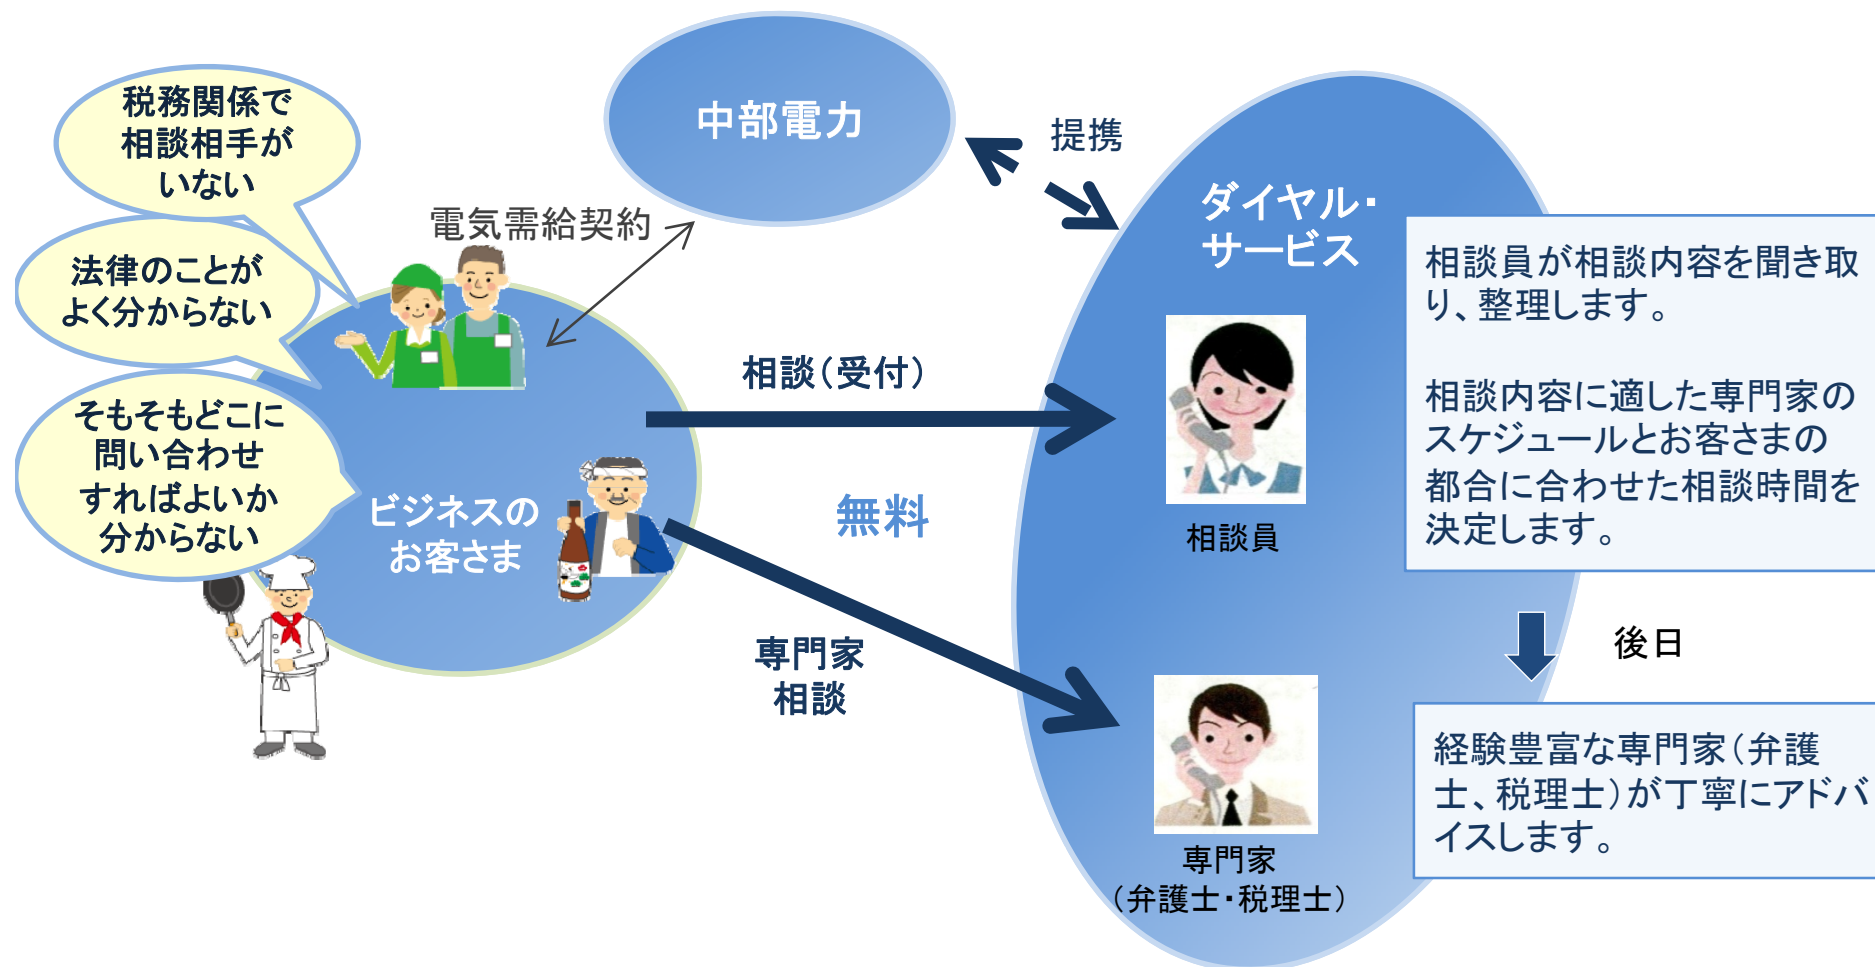 中部電力
提携
税務関係で
相談相手が
いない
法律のことが
よく分からない
そもそもどこに
問い合わせ
すればよいか
分からない
電気需給契約
ビジネスの
お客さま
相談（受付）
無料
専門家
相談
ダイヤル・
サービス
相談員
専門家
（弁護士・税理士）
相談員が相談内容を聞き取
り、整理します。
相談内容に適した専門家の
スケジュールとお客さまの
都合に合わせた相談時間を
決定します。
後日
経験豊富な専門家（弁護
士、税理士）が丁寧にアドバ
イスします。